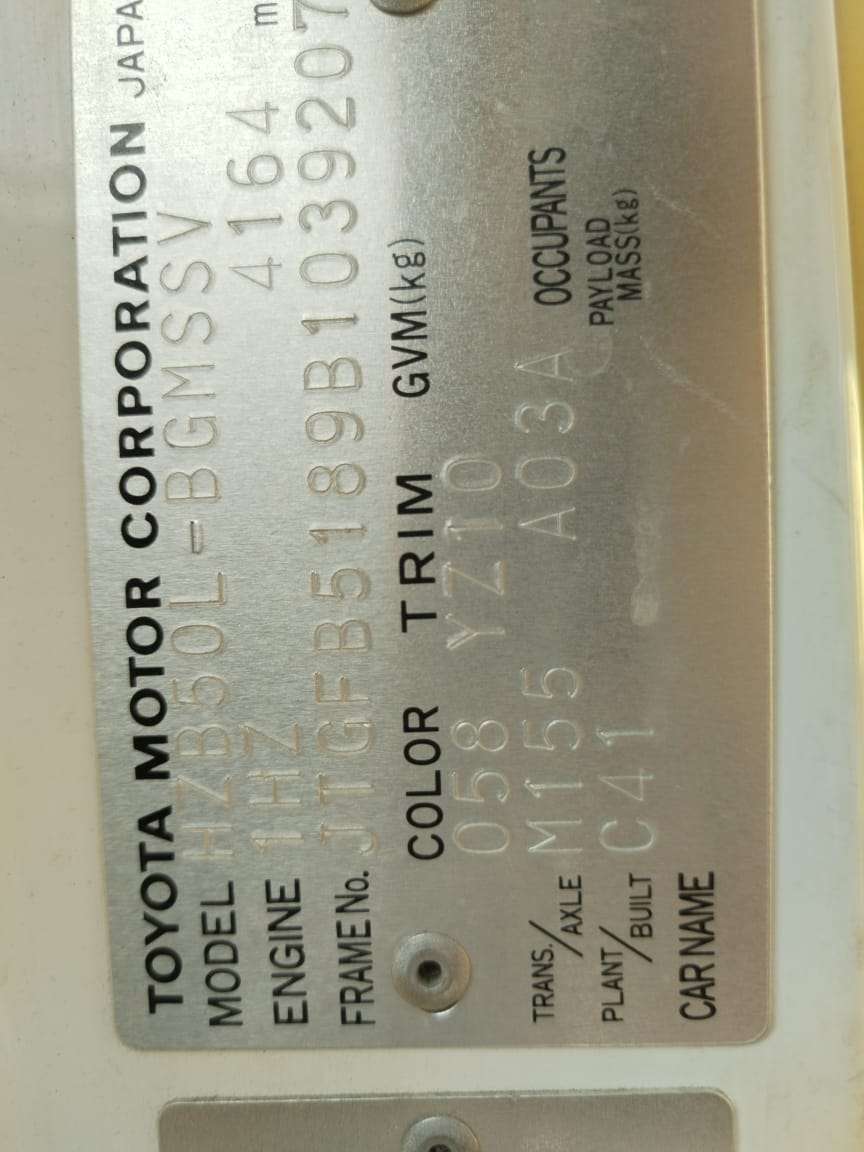 TOYOTA MOTOR CORPORATION JAPA
MODEL HZB50L-BGMSSV
ENGINE 1HZ 4164 m
FRAME No. JTGFB5189B1039207
COLOR TRIM GVM(kg)
058 YZ10
TRANS./AXLE M155 A03A OCCUPANTS
PLANT/BUILT C41 PAYLOAD MASS(kg)
CAR NAME